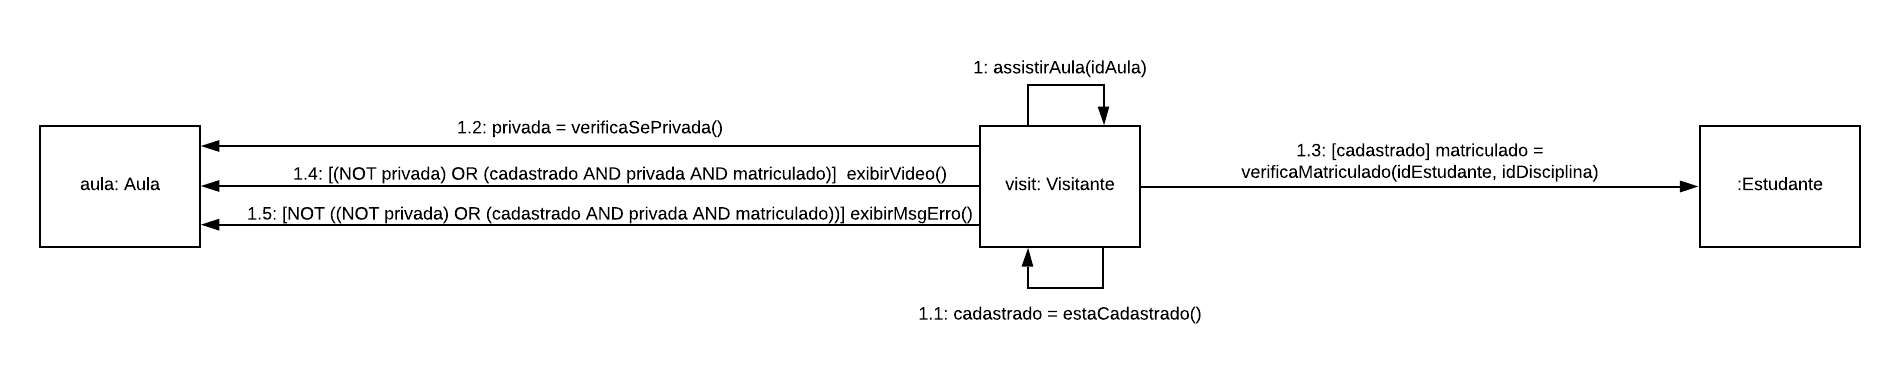 1: assistirAula(idAula)
1.2: privada = verificaSePrivada()
1.3: [cadastrado] matriculado =
verificaMatriculado(idEstudante, idDisciplina)
1.4: [(NOT privada) OR (cadastrado AND privada AND matriculado)]  exibirVideo()
aula: Aula
visit: Visitante
:Estudante
1.5: [NOT ((NOT privada) OR (cadastrado AND privada AND matriculado))] exibirMsgErro()
1.1: cadastrado = estaCadastrado()